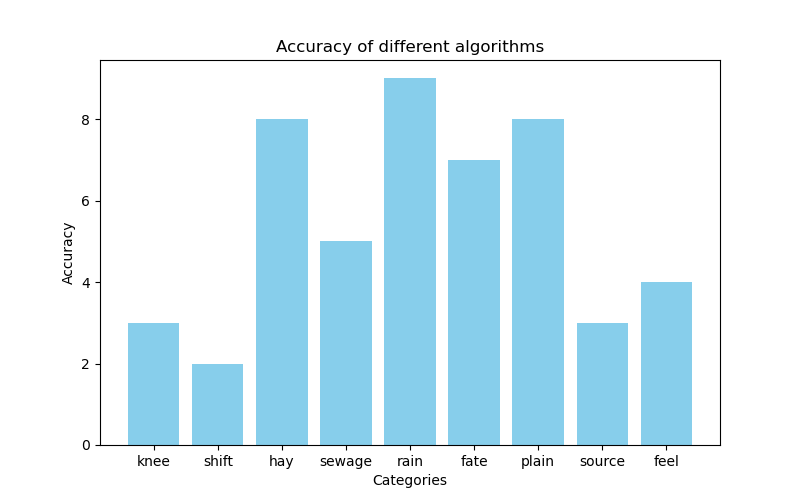 Accuracy of different algorithms
Accuracy
8
6
4
2
0
knee shift hay sewage rain fate plain source feel
Categories